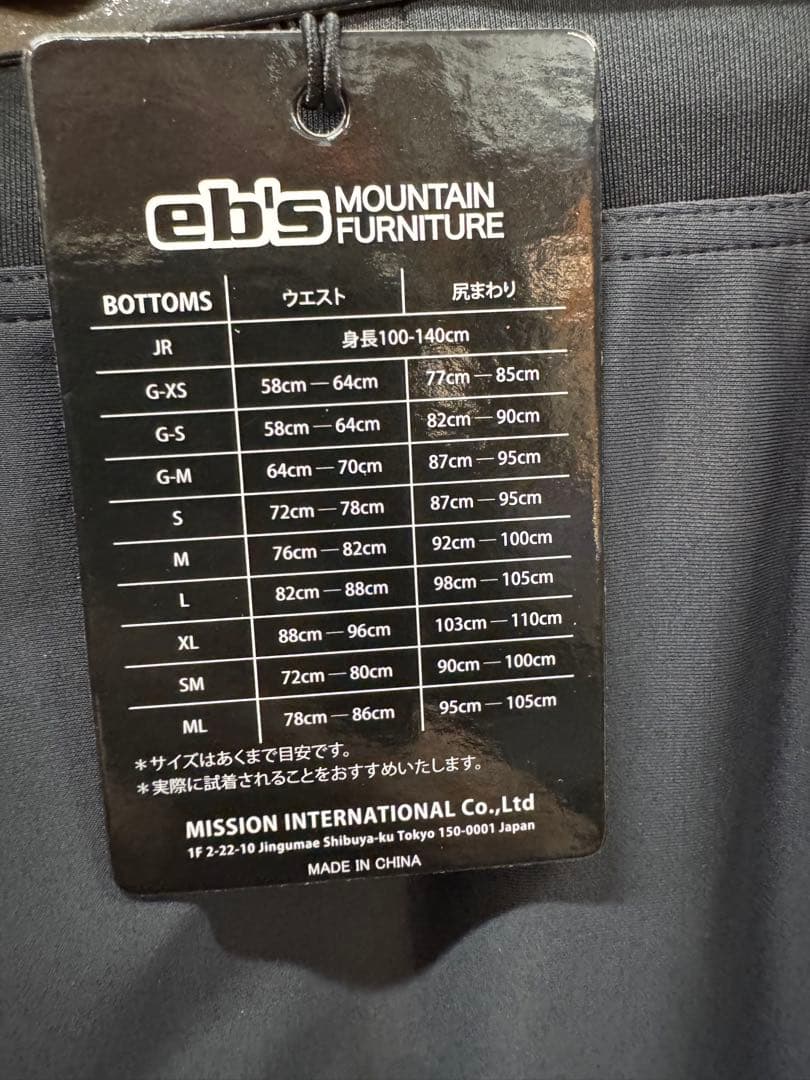 eb's MOUNTAIN FURNITURE
BOTTOMS ウエスト 尻まわり
JR 身長100-140cm
G-XS 58cm—64cm 77cm—85cm
G-S 58cm—64cm 82cm—90cm
G-M 64cm—70cm 87cm—95cm
S 72cm—78cm 87cm—95cm
M 76cm—82cm 92cm—100cm
L 82cm—88cm 98cm—105cm
XL 88cm—96cm 103cm—110cm
SM 72cm—80cm 90cm—100cm
ML 78cm—86cm 95cm—105cm
*サイズはあくまで目安です。
*実際に試着されることをおすすめいたします。
MISSION INTERNATIONAL Co.,Ltd
1F 2-22-10 Jingumae Shibuya-ku Tokyo 150-0001 Japan
MADE IN CHINA